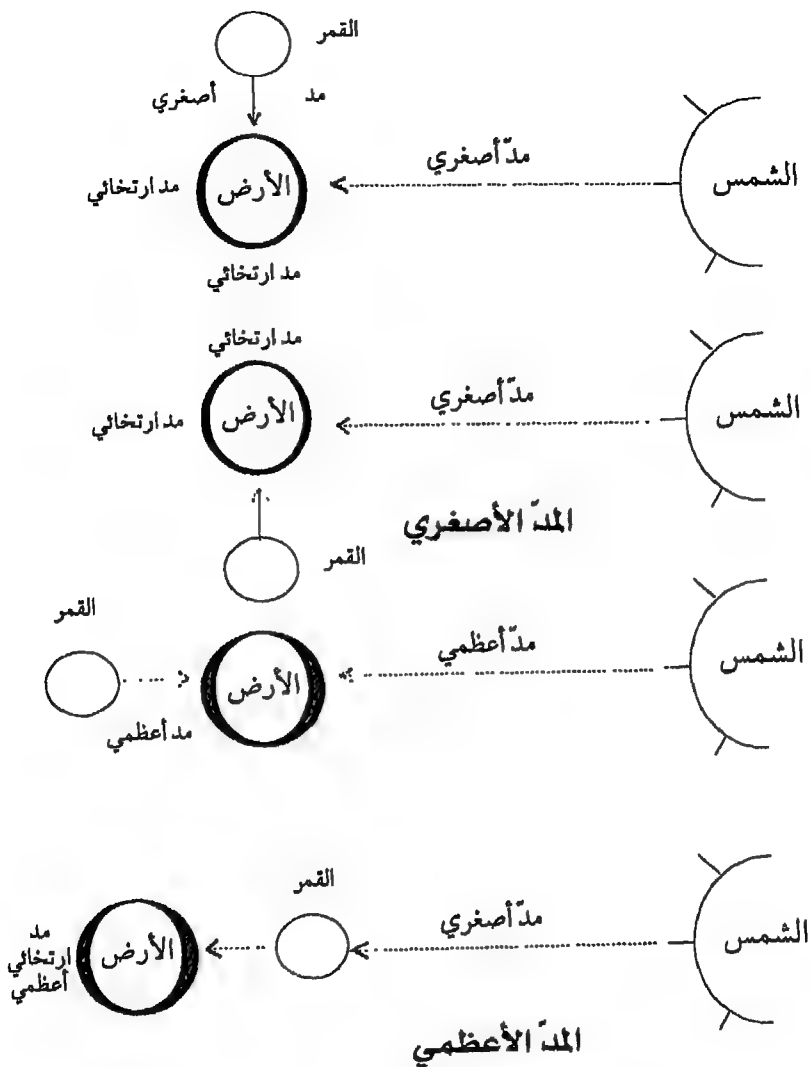 القمر
مد أصغري
مدّ أصغري
الشمس
الأرض
مد ارتخائي
مد ارتخائي
مد ارتخائي
مدّ أصغري
الشمس
الأرض
مد ارتخائي
المدّ الأصغري
القمر
القمر
مدّ أعظمي
الشمس
الأرض
مد أعظمي
القمر
مدّ أصغري
الشمس
الأرض
مد
ارتخائي
أعظمي
المدّ الأعظمي